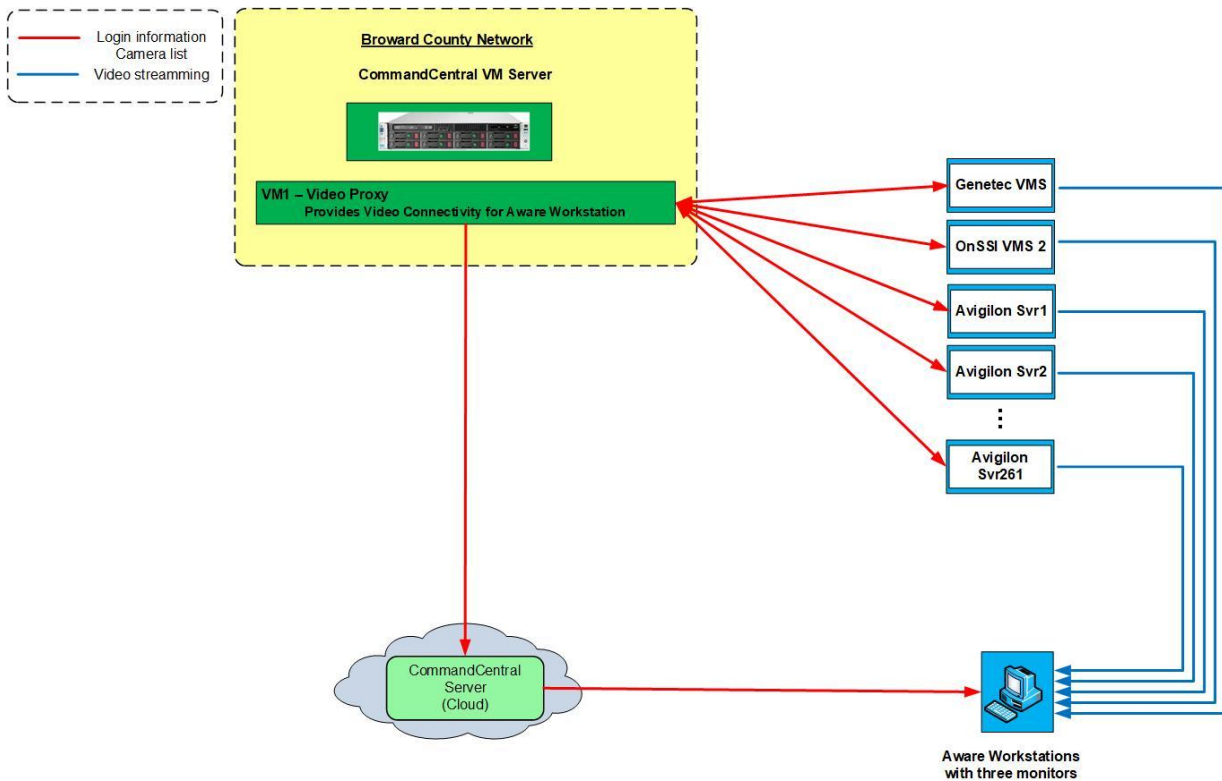 Login information
Camera list
Video streamming
Broward County Network
CommandCentral VM Server
VM1 – Video Proxy
Provides Video Connectivity for Aware Workstation
Genetec VMS
OnSSI VMS 2
Avigilon Svr1
Avigilon Svr2
⋮
Avigilon
Svr261
CommandCentral
Server
(Cloud)
Aware Workstations
with three monitors